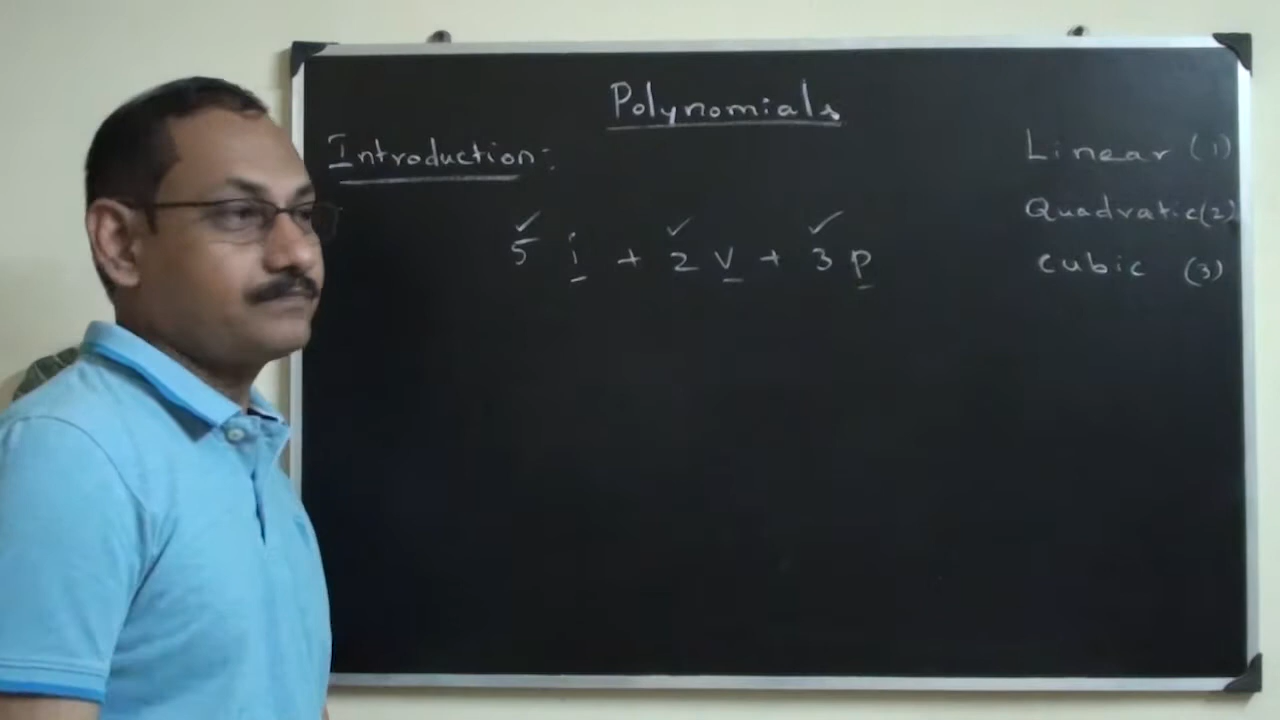 Polynomials
Introduction:
5 i + 2 v + 3 p
Linear (1)
Quadratic (2)
cubic (3)